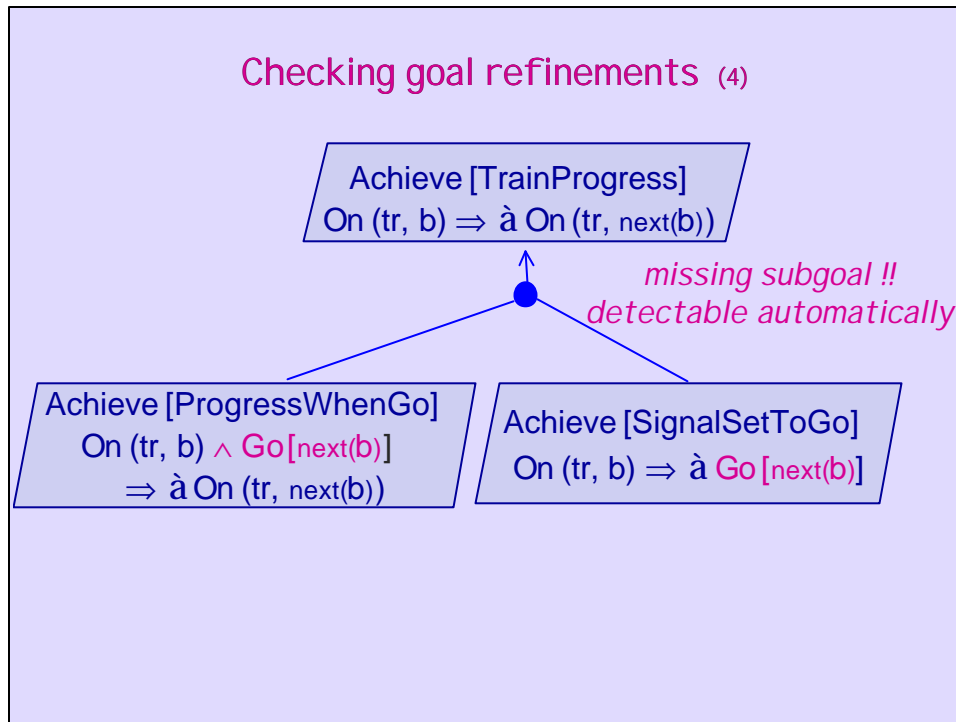 Checking goal refinements (4)
Achieve [TrainProgress]
On (tr, b) ⇒ à On (tr, next(b))
missing subgoal !!
detectable automatically
Achieve [ProgressWhenGo]
On (tr, b) ∧ Go[next(b)]
⇒ à On (tr, next(b))
Achieve [SignalSetToGo]
On (tr, b) ⇒ à Go [next(b)]